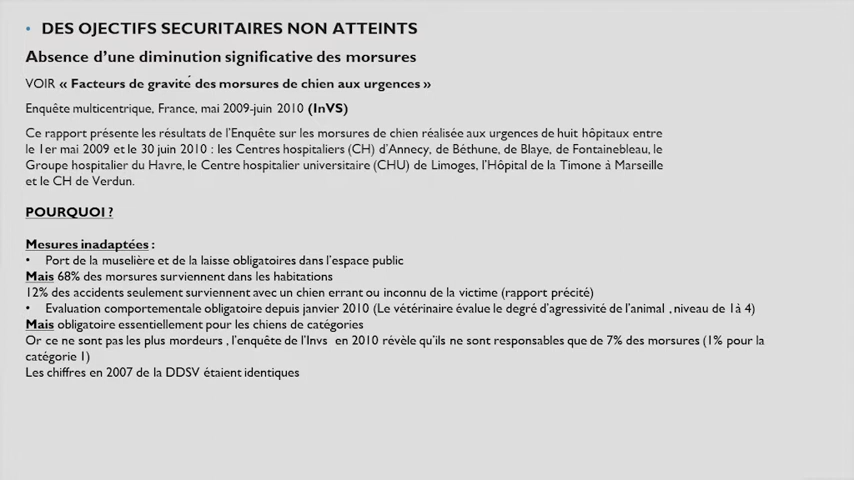 • DES OJECTIFS SECURITAIRES NON ATTEINTS
Absence d'une diminution significative des morsures
VOIR « Facteurs de gravité des morsures de chien aux urgences »
Enquête multicentrique, France, mai 2009-juin 2010 (InVS)
Ce rapport présente les résultats de l'Enquête sur les morsures de chien réalisée aux urgences de huit hôpitaux entre
le 1er mai 2009 et le 30 juin 2010 : les Centres hospitaliers (CH) d'Annecy, de Béthune, de Blaye, de Fontainebleau, le
Groupe hospitalier du Havre, le Centre hospitalier universitaire (CHU) de Limoges, l'Hôpital de la Timone à Marseille
et le CH de Verdun.
POURQUOI ?
Mesures inadaptées :
• Port de la muselière et de la laisse obligatoires dans l'espace public
Mais 68% des morsures surviennent dans les habitations
12% des accidents seulement surviennent avec un chien errant ou inconnu de la victime (rapport précité)
• Evaluation comportementale obligatoire depuis janvier 2010 (Le vétérinaire évalue le degré d'agressivité de l'animal , niveau de 1à 4)
Mais obligatoire essentiellement pour les chiens de catégories
Or ce ne sont pas les plus mordeurs , l'enquête de l'Invs en 2010 révèle qu'ils ne sont responsables que de 7% des morsures (1% pour la
catégorie 1)
Les chiffres en 2007 de la DDSV étaient identiques